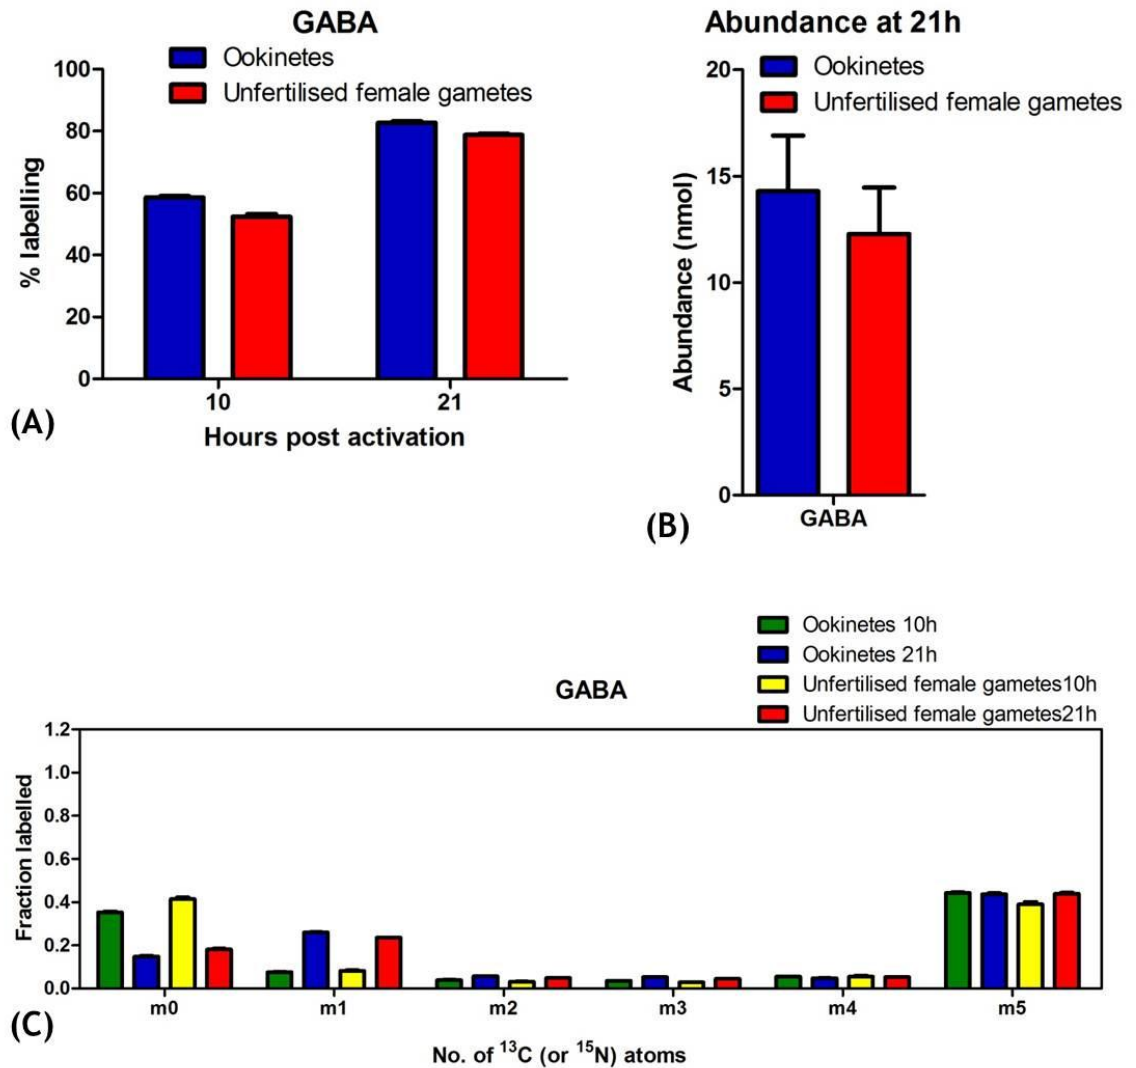 GABA
Ookinetes
Unfertilised female gametes
100
80
60
40
20
0
% labelling
10 21
Hours post activation
(A)
Abundance at 21h
Ookinetes
Unfertilised female gametes
20
15
10
5
0
Abundance (nmol)
GABA
(B)
Ookinetes 10h
Ookinetes 21h
Unfertilised female gametes10h
Unfertilised female gametes21h
GABA
1.2
1.0
0.8
0.6
0.4
0.2
0.0
Fraction labelled
m0 m1 m2 m3 m4 m5
No. of ¹³C (or ¹⁵N) atoms
(C)